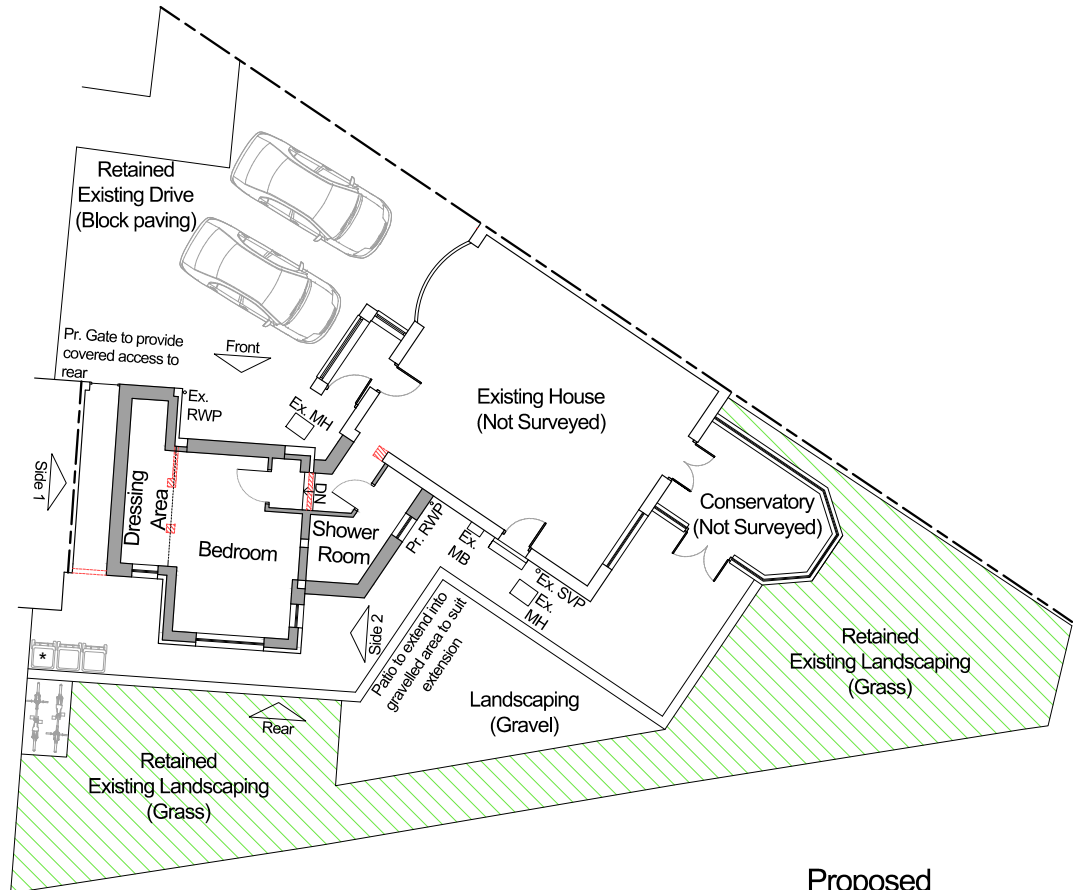 Retained
Existing Drive
(Block paving)
Pr. Gate to provide
covered access to
rear
Front
°Ex.
RWP
Ex. MH
Existing House
(Not Surveyed)
Side 1
Dressing
Area
Bedroom
DN
Shower
Room
Pr. RWP
Ex.
MB
°Ex. SVP
Ex.
MH
Conservatory
(Not Surveyed)
Side 2
Patio to extend into
gravelled area to suit
extension
Landscaping
(Gravel)
Retained
Existing Landscaping
(Grass)
*
Rear
Retained
Existing Landscaping
(Grass)
Proposed